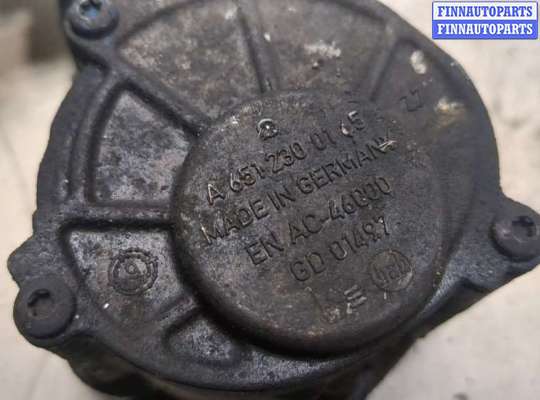 FINNAUTOPARTS
FINNAUTOPARTS
A 651 230 01 65
MADE IN GERMANY
EN AC-46000
GD 01491